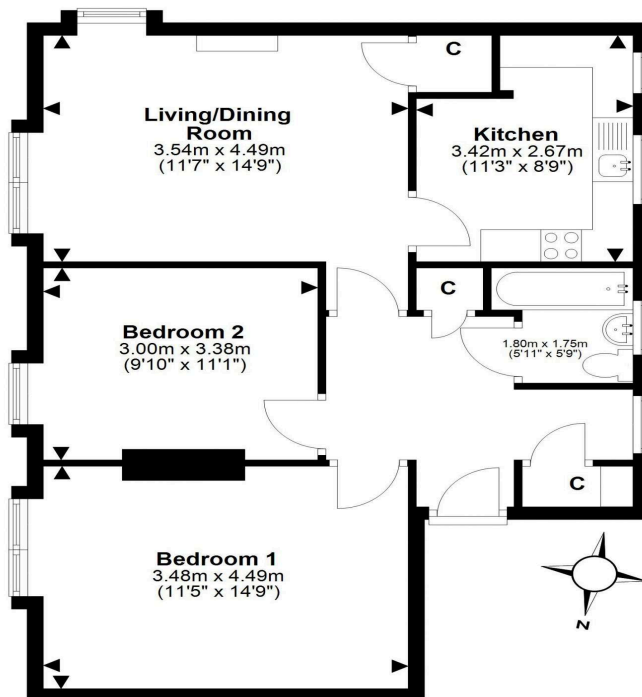 C
Living/Dining
Room
3.54m x 4.49m
(11'7" x 14'9")
Kitchen
3.42m x 2.67m
(11'3" x 8'9")
C
Bedroom 2
3.00m x 3.38m
(9'10" x 11'1")
1.80m x 1.75m
(5'11" x 5'9")
C
Bedroom 1
3.48m x 4.49m
(11'5" x 14'9")
N